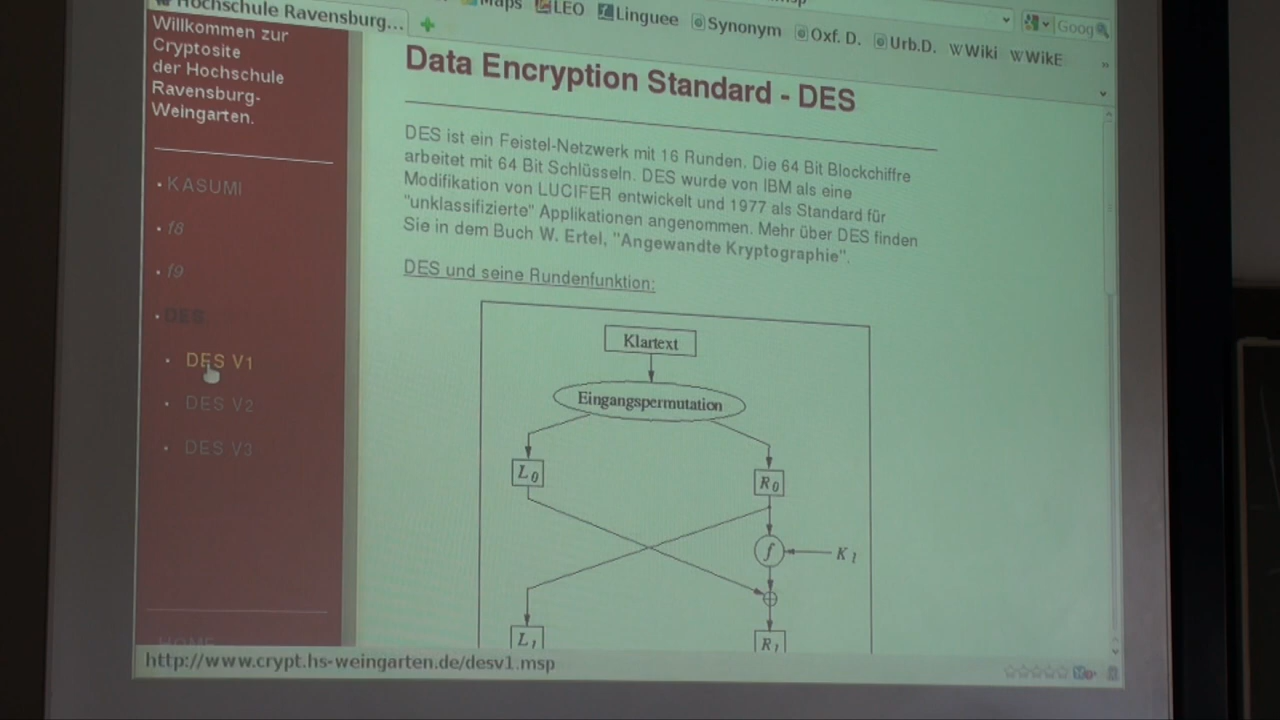 Hochschule Ravensburg...
Maps LEO Linguee Synonym Oxf. D. Urb.D. Wiki WikE
Goog
Willkommen zur
Cryptosite
der Hochschule
Ravensburg-
Weingarten.
KASUMI
f8
f9
DES
DES V1
DES V2
DES V3
HOME
Data Encryption Standard - DES
DES ist ein Feistel-Netzwerk mit 16 Runden. Die 64 Bit Blockchiffre
arbeitet mit 64 Bit Schlüsseln. DES wurde von IBM als eine
Modifikation von LUCIFER entwickelt und 1977 als Standard für
"unklassifizierte" Applikationen angenommen. Mehr über DES finden
Sie in dem Buch W. Ertel, "Angewandte Kryptographie".
DES und seine Rundenfunktion:
Klartext
Eingangspermutation
L0 R0
f K1
L1 R1
http://www.crypt.hs-weingarten.de/desv1.msp